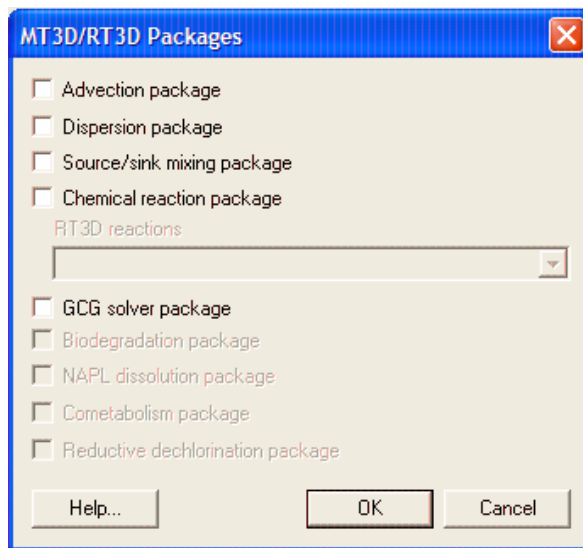 MT3D/RT3D Packages
Advection package
Dispersion package
Source/sink mixing package
Chemical reaction package
RT3D reactions
GCG solver package
Biodegradation package
NAPL dissolution package
Cometabolism package
Reductive dechlorination package
Help... OK Cancel